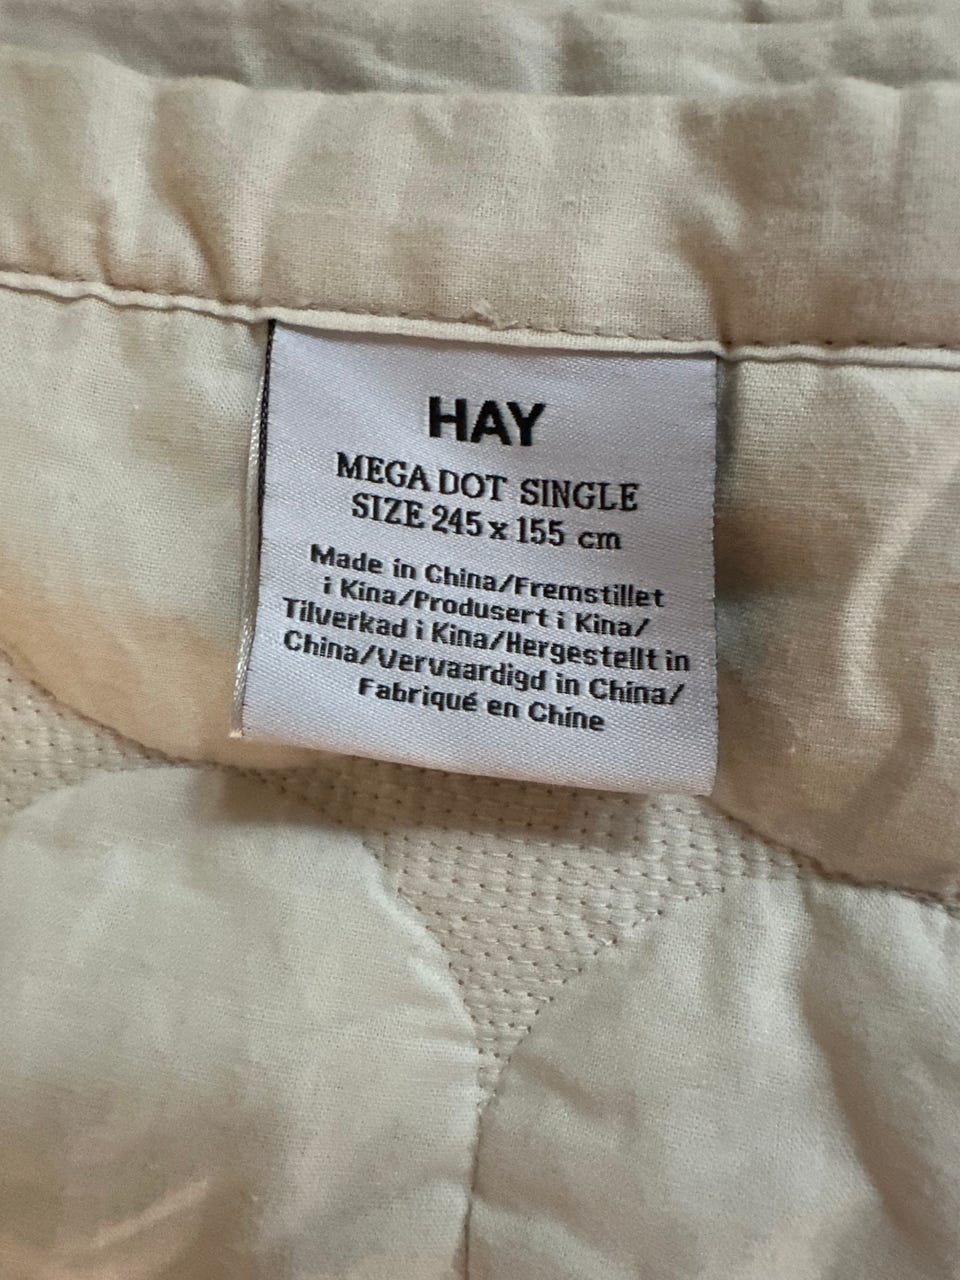 HAY
MEGA DOT SINGLE
SIZE 245 x 155 cm
Made in China/Fremstillet
i Kina/Produsert i Kina/
Tilverkad i Kina/Hergestellt in
China/Vervaardigd in China/
Fabriqué en Chine